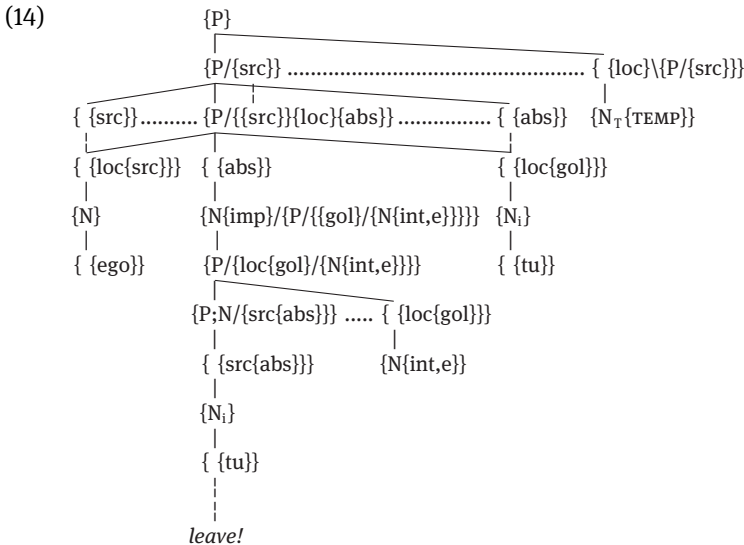 (14) {P}
{P/{src}} ............................................... { {loc}\{P/{src}}}
{ {src}} .......... {P/{{src}}{loc}{abs}} ................. { {abs}} {N_T{TEMP}}
{ {loc{src}}} { {abs}} { {loc{gol}}}
{N} {N{imp}/{P/{{gol}/{N{int,e}}}}} {N_i}
{ {ego}} {P/{loc{gol}/{N{int,e}}}} { {tu}}
{P;N/{src{abs}}} ..... { {loc{gol}}}
{ {src{abs}}} {N{int,e}}
{N_i}
{ {tu}}
leave!